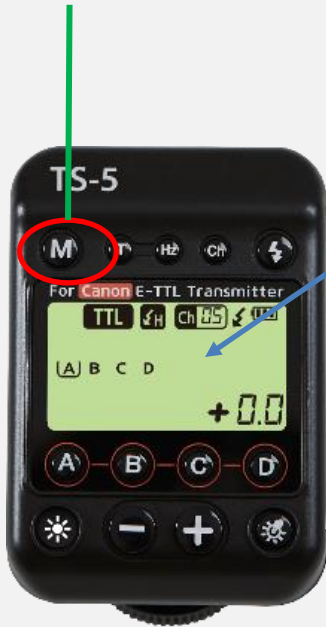 TS-5
M Hz Ch
For Canon E-TTL Transmitter
TTL H Ch 05
A B C D
+0.0
A B C D
- +